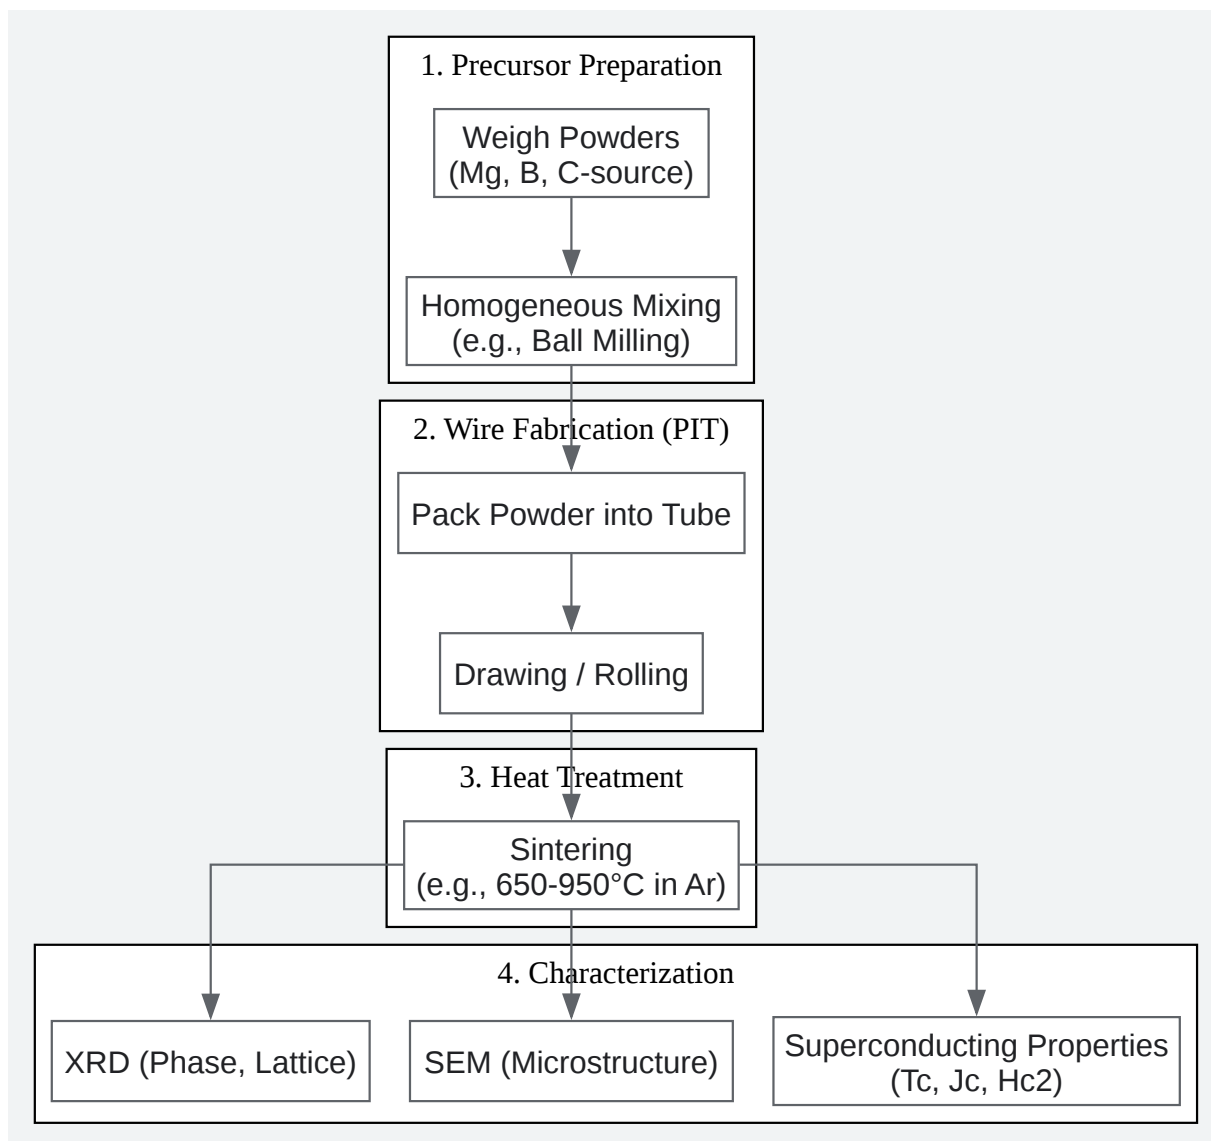 1. Precursor Preparation
Weigh Powders
(Mg, B, C-source)
Homogeneous Mixing
(e.g., Ball Milling)
2. Wire Fabrication (PIT)
Pack Powder into Tube
Drawing / Rolling
3. Heat Treatment
Sintering
(e.g., 650-950°C in Ar)
4. Characterization
XRD (Phase, Lattice)
SEM (Microstructure)
Superconducting Properties
(Tc, Jc, Hc2)